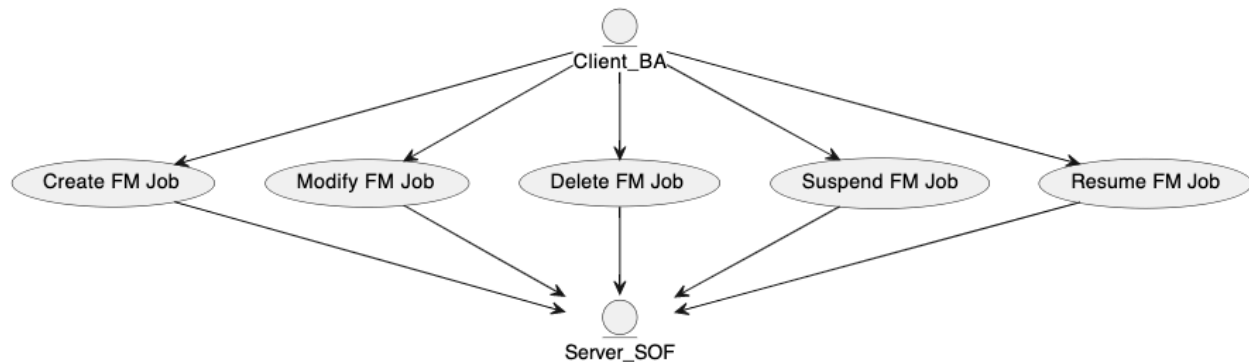 Client_BA
Create FM Job
Modify FM Job
Delete FM Job
Suspend FM Job
Resume FM Job
Server_SOF